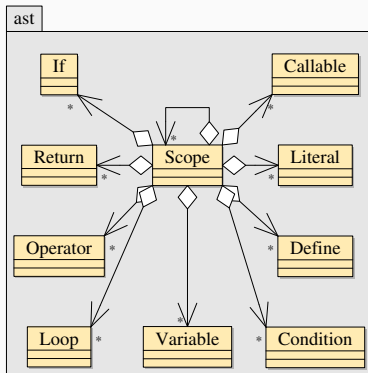 ast
If
Callable
*
*
*
Return
Scope
Literal
*
*
Operator
Define
*
*
Loop
Variable
Condition
*
*
*